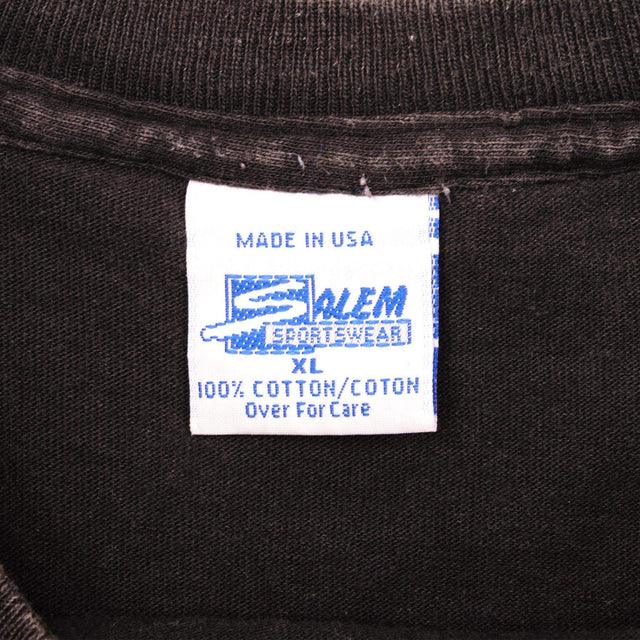 MADE IN USA
SALEM
SPORTSWEAR
XL
100% COTTON/COTON
Over For Care